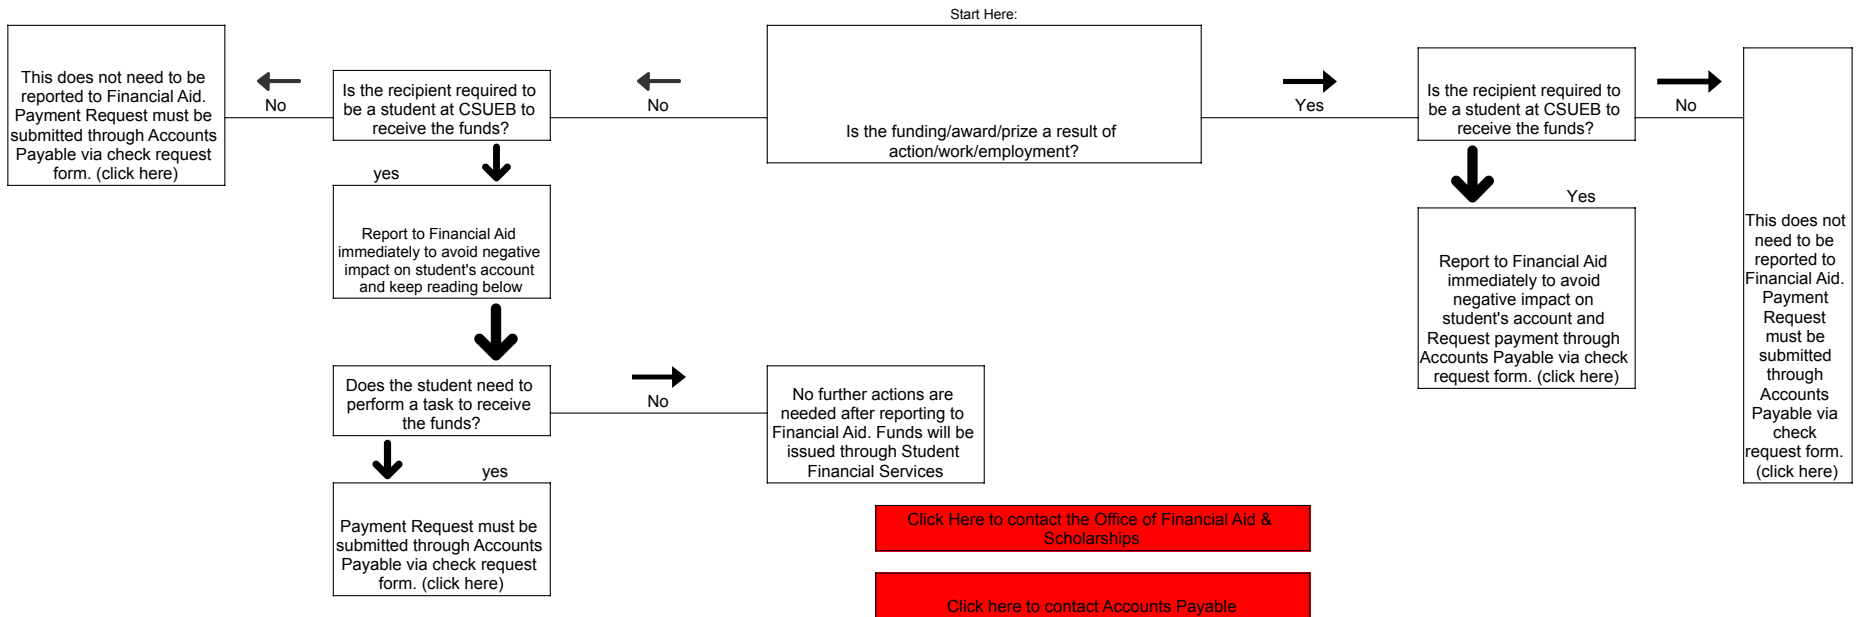 Start Here:
This does not need to be
reported to Financial Aid.
Payment Request must be
submitted through Accounts
Payable via check request
form. (click here)
No
Is the recipient required to
be a student at CSUEB to
receive the funds?
No
Is the funding/award/prize a result of
action/work/employment?
Yes
Is the recipient required to
be a student at CSUEB to
receive the funds?
No
This does not
need to be
reported to
Financial Aid.
Payment
Request
must be
submitted
through
Accounts
Payable via
check
request form.
(click here)
yes
Report to Financial Aid
immediately to avoid negative
impact on student's account
and keep reading below
Yes
Report to Financial Aid
immediately to avoid
negative impact on
student's account and
Request payment through
Accounts Payable via check
request form. (click here)
Does the student need to
perform a task to receive
the funds?
No
No further actions are
needed after reporting to
Financial Aid. Funds will be
issued through Student
Financial Services
yes
Payment Request must be
submitted through Accounts
Payable via check request
form. (click here)
Click Here to contact the Office of Financial Aid &
Scholarships
Click here to contact Accounts Payable